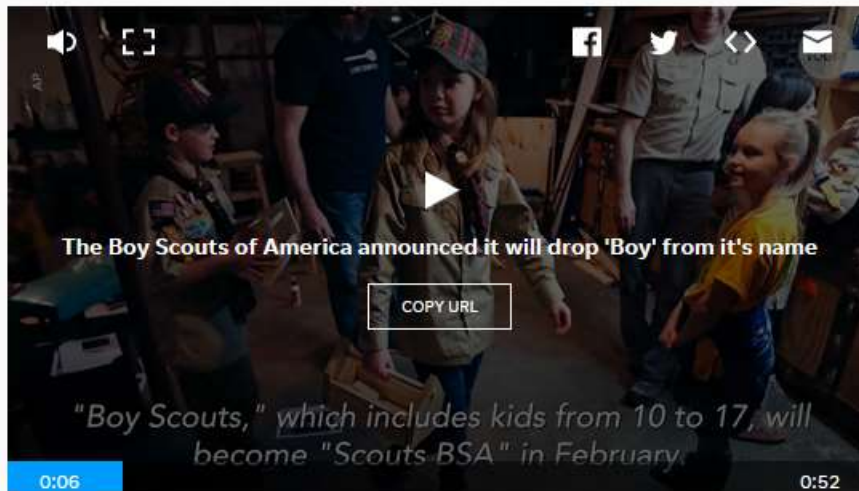 AP
The Boy Scouts of America announced it will drop 'Boy' from it's name
COPY URL
"Boy Scouts," which includes kids from 10 to 17, will
become "Scouts BSA" in February.
0:06
0:52